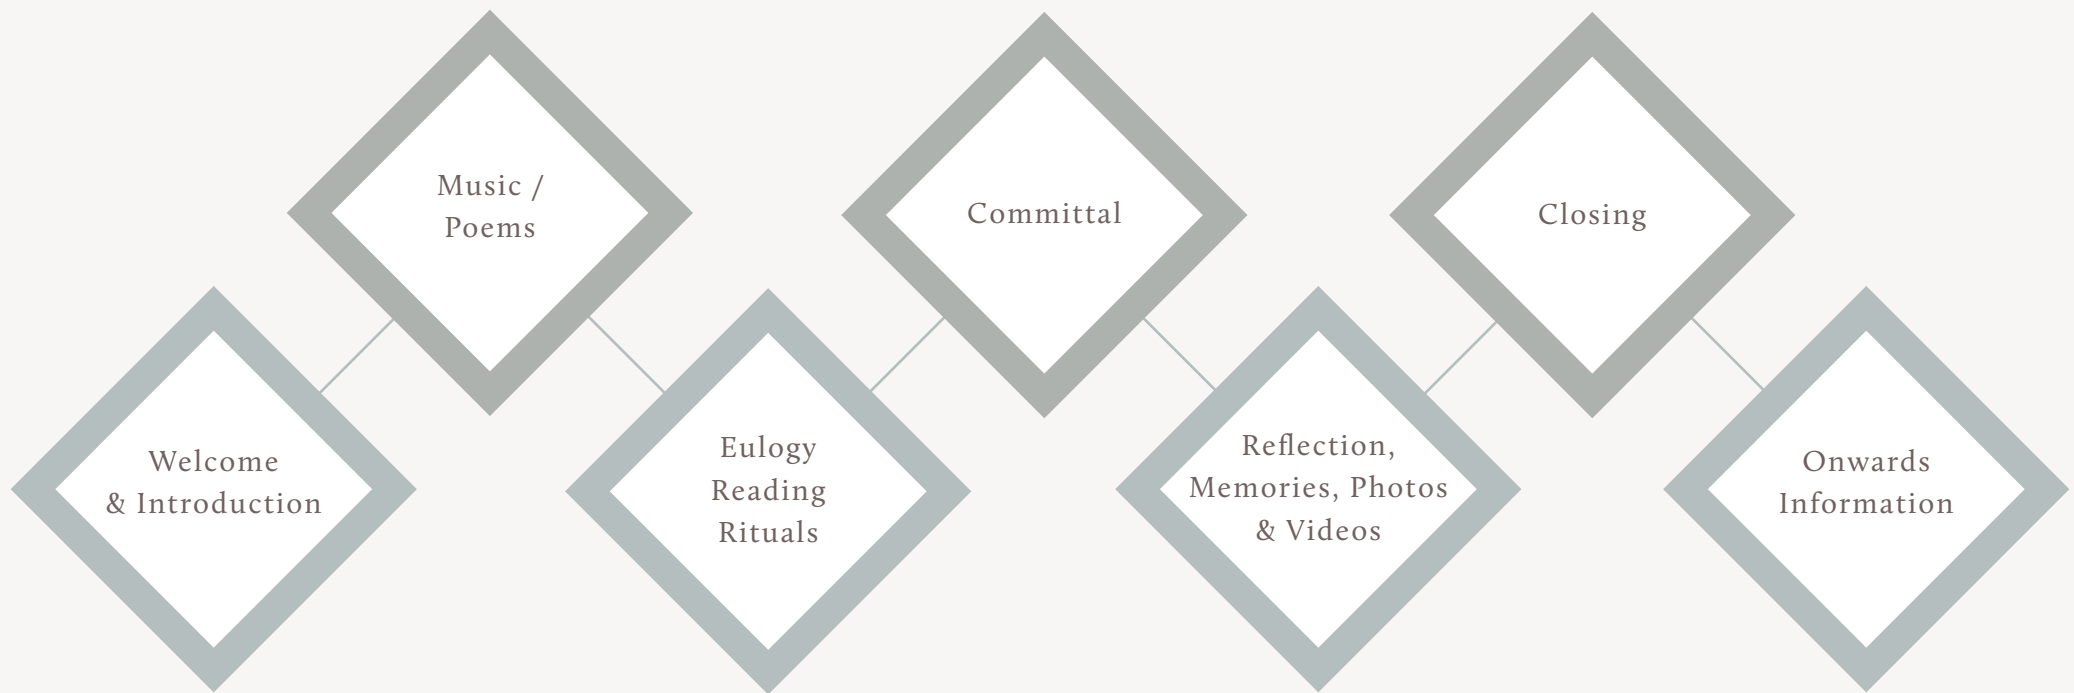 Welcome
& Introduction
Music /
Poems
Eulogy
Reading
Rituals
Committal
Reflection,
Memories, Photos
& Videos
Closing
Onwards
Information